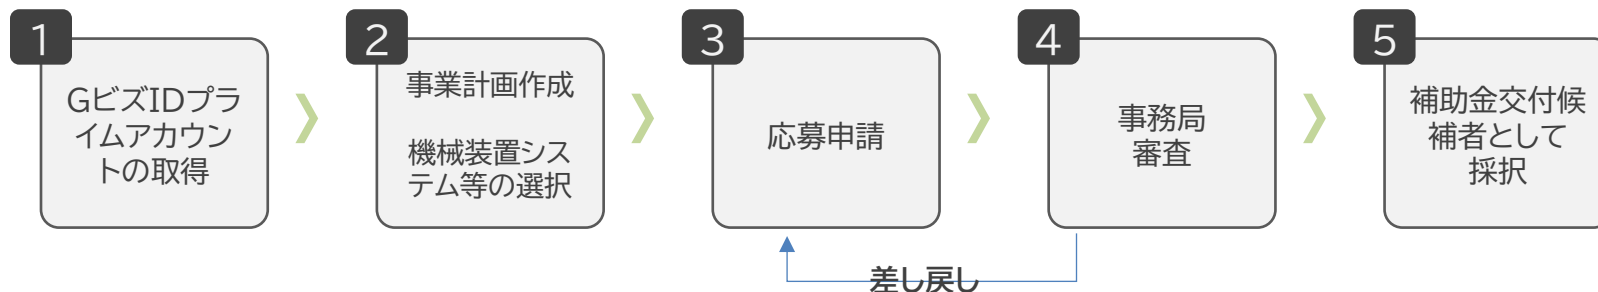 1
GビズIDプラ
イムアカウン
トの取得
2
事業計画作成
機械装置シス
テム等の選択
3
応募申請
4
事務局
審査
5
補助金交付候
補者として
採択
差し戻し